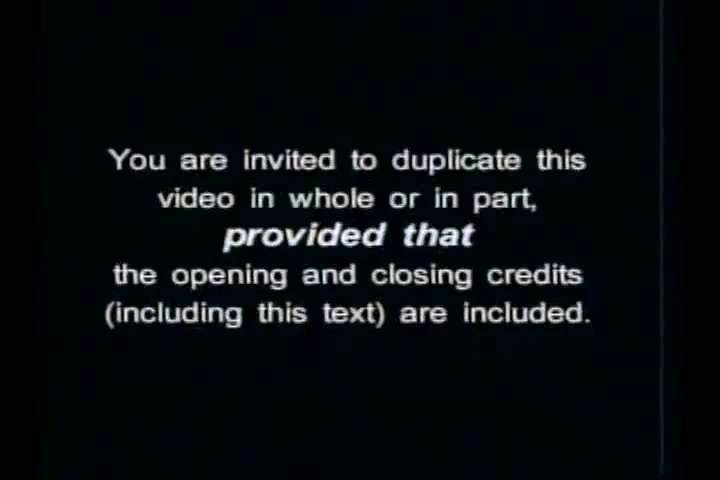 You are invited to duplicate this
video in whole or in part,
provided that
the opening and closing credits
(including this text) are included.